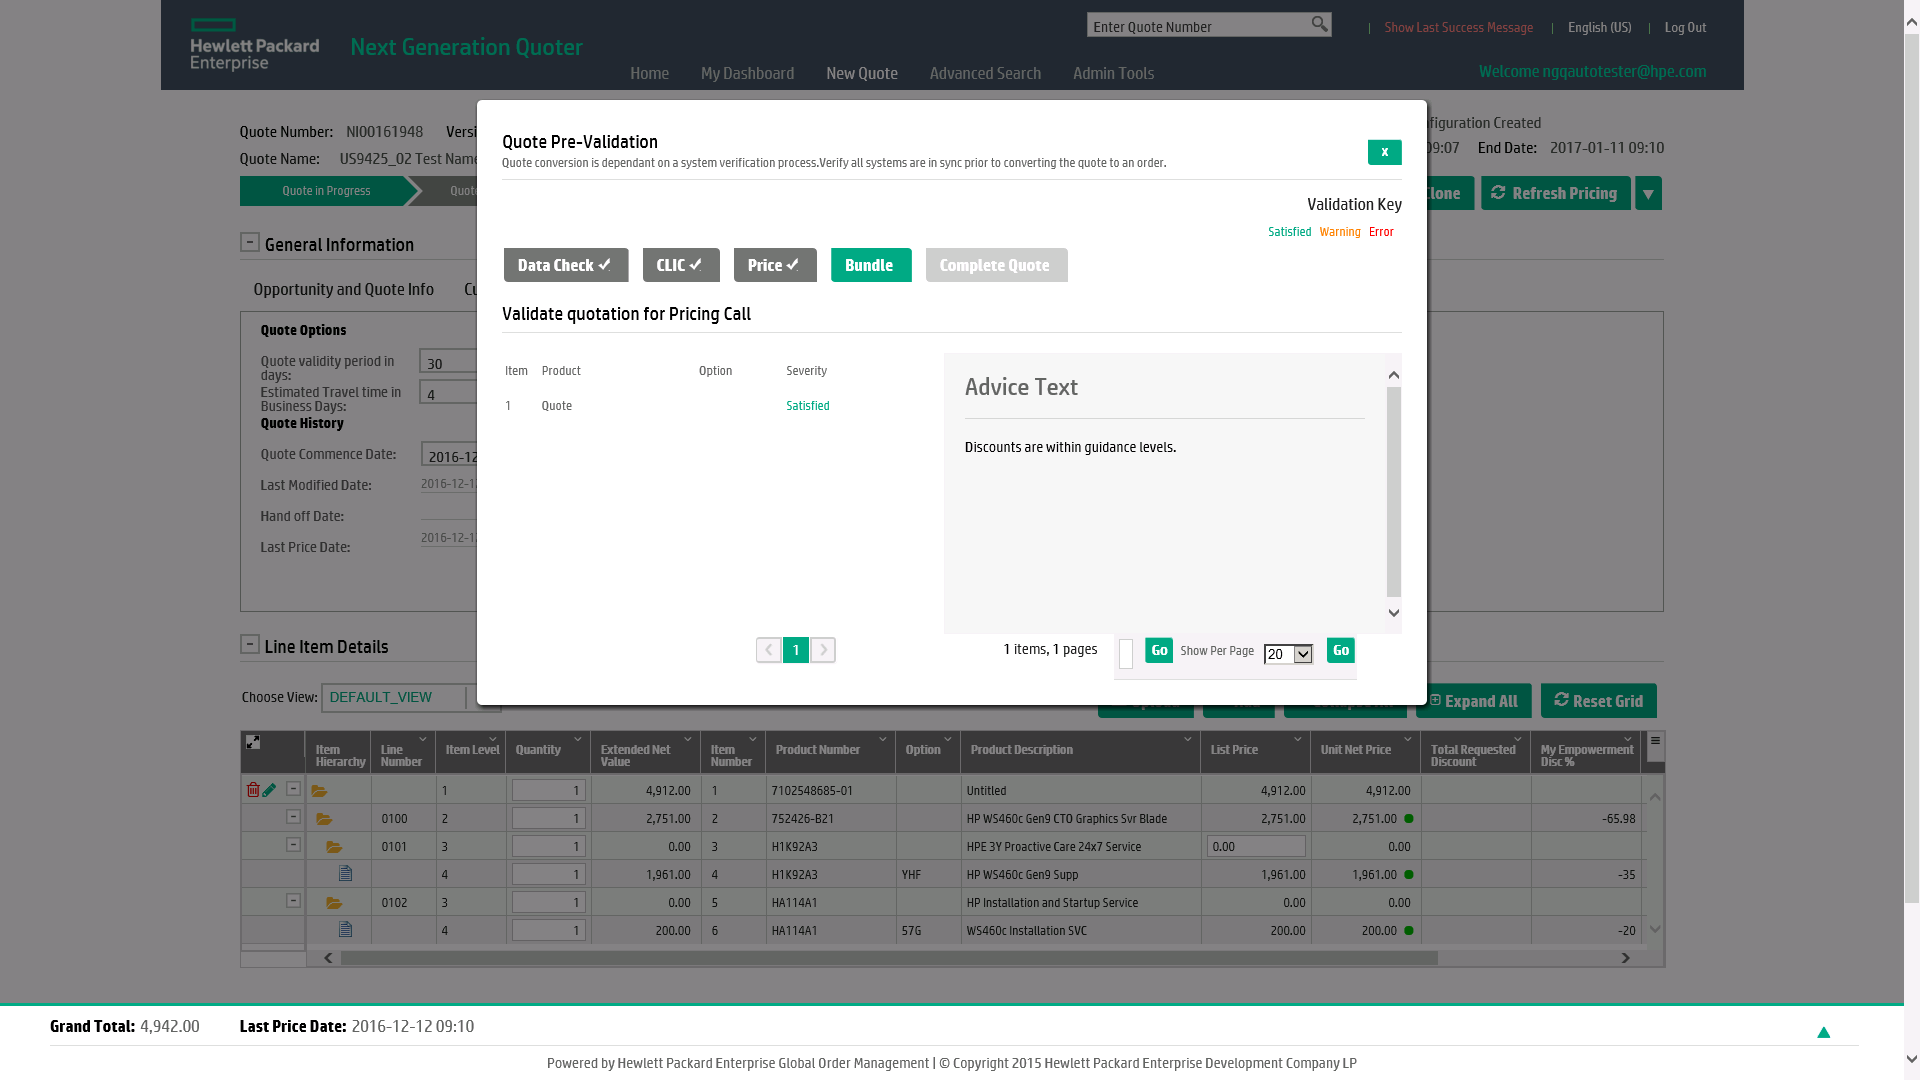 Hewlett Packard
Enterprise
Next Generation Quoter
Enter Quote Number
Show Last Success Message
English (US)
Log Out
Home
My Dashboard
New Quote
Advanced Search
Admin Tools
Welcome ngqautotester@hpe.com
Quote Number: NI00161948
Quote Name: US9425_02 Test Name
figuration Created
09:07 End Date: 2017-01-11 09:10
Quote in Progress
Clone
Refresh Pricing
General Information
Opportunity and Quote Info
Quote Options
Quote validity period in
days:
30
Estimated Travel time in
Business Days:
4
Quote History
Quote Commence Date:
2016-12
Last Modified Date:
2016-12-12
Hand off Date:
Last Price Date:
2016-12-12
Quote Pre-Validation
Quote conversion is dependant on a system verification process.Verify all systems are in sync prior to converting the quote to an order.
x
Validation Key
Satisfied Warning Error
Data Check
CLIC
Price
Bundle
Complete Quote
Validate quotation for Pricing Call
Item Product Option Severity
1 Quote Satisfied
Advice Text
Discounts are within guidance levels.
1
1 items, 1 pages
Go
Show Per Page
20
Go
Line Item Details
Choose View: DEFAULT_VIEW
Expand All
Reset Grid
Item Hierarchy Line Number Item Level Quantity Extended Net Value Item Number Product Number Option Product Description List Price Unit Net Price Total Requested Discount My Empowerment Disc %
1 1 4,912.00 1 7102548685-01 Untitled 4,912.00 4,912.00
0100 2 1 2,751.00 2 752426-B21 HP WS460c Gen9 CTO Graphics Svr Blade 2,751.00 2,751.00 -65.98
0101 3 1 0.00 3 H1K92A3 HPE 3Y Proactive Care 24x7 Service 0.00 0.00
4 1 1,961.00 4 H1K92A3 YHF HP WS460c Gen9 Supp 1,961.00 1,961.00 -35
0102 3 1 0.00 5 HA114A1 HP Installation and Startup Service 0.00 0.00
4 1 200.00 6 HA114A1 57G WS460c Installation SVC 200.00 200.00 -20
Grand Total: 4,942.00 Last Price Date: 2016-12-12 09:10
Powered by Hewlett Packard Enterprise Global Order Management | © Copyright 2015 Hewlett Packard Enterprise Development Company LP